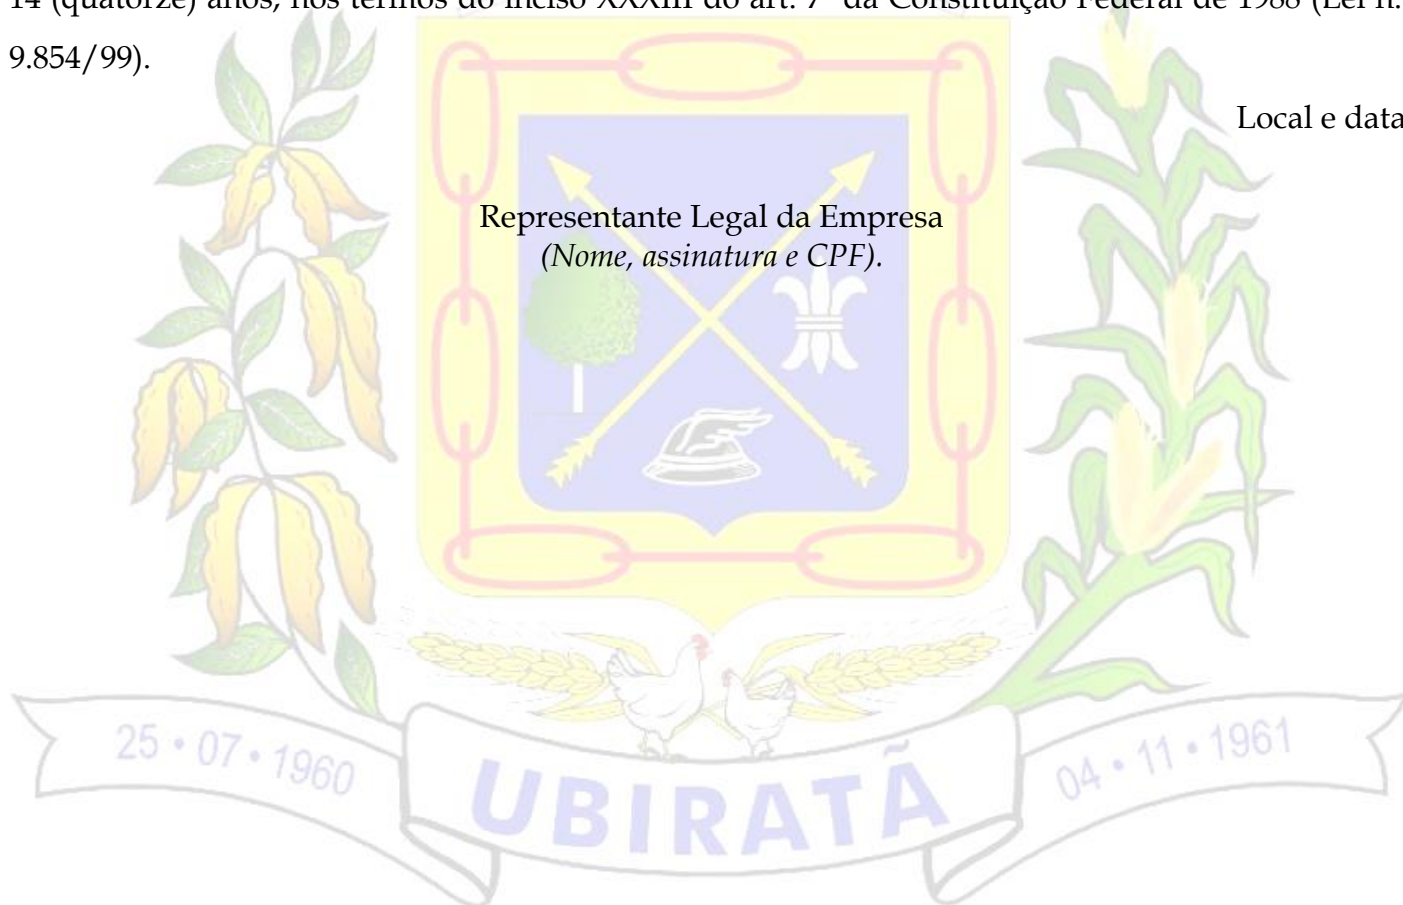 14 (quatorze) anos, nos termos do inciso XXXIII do art. 7º da Constituição Federal de 1988 (Lei n.
9.854/99).
Local e data
Representante Legal da Empresa
(Nome, assinatura e CPF).
25 • 07 • 1960
UBIRATÃ
04 • 11 • 1961